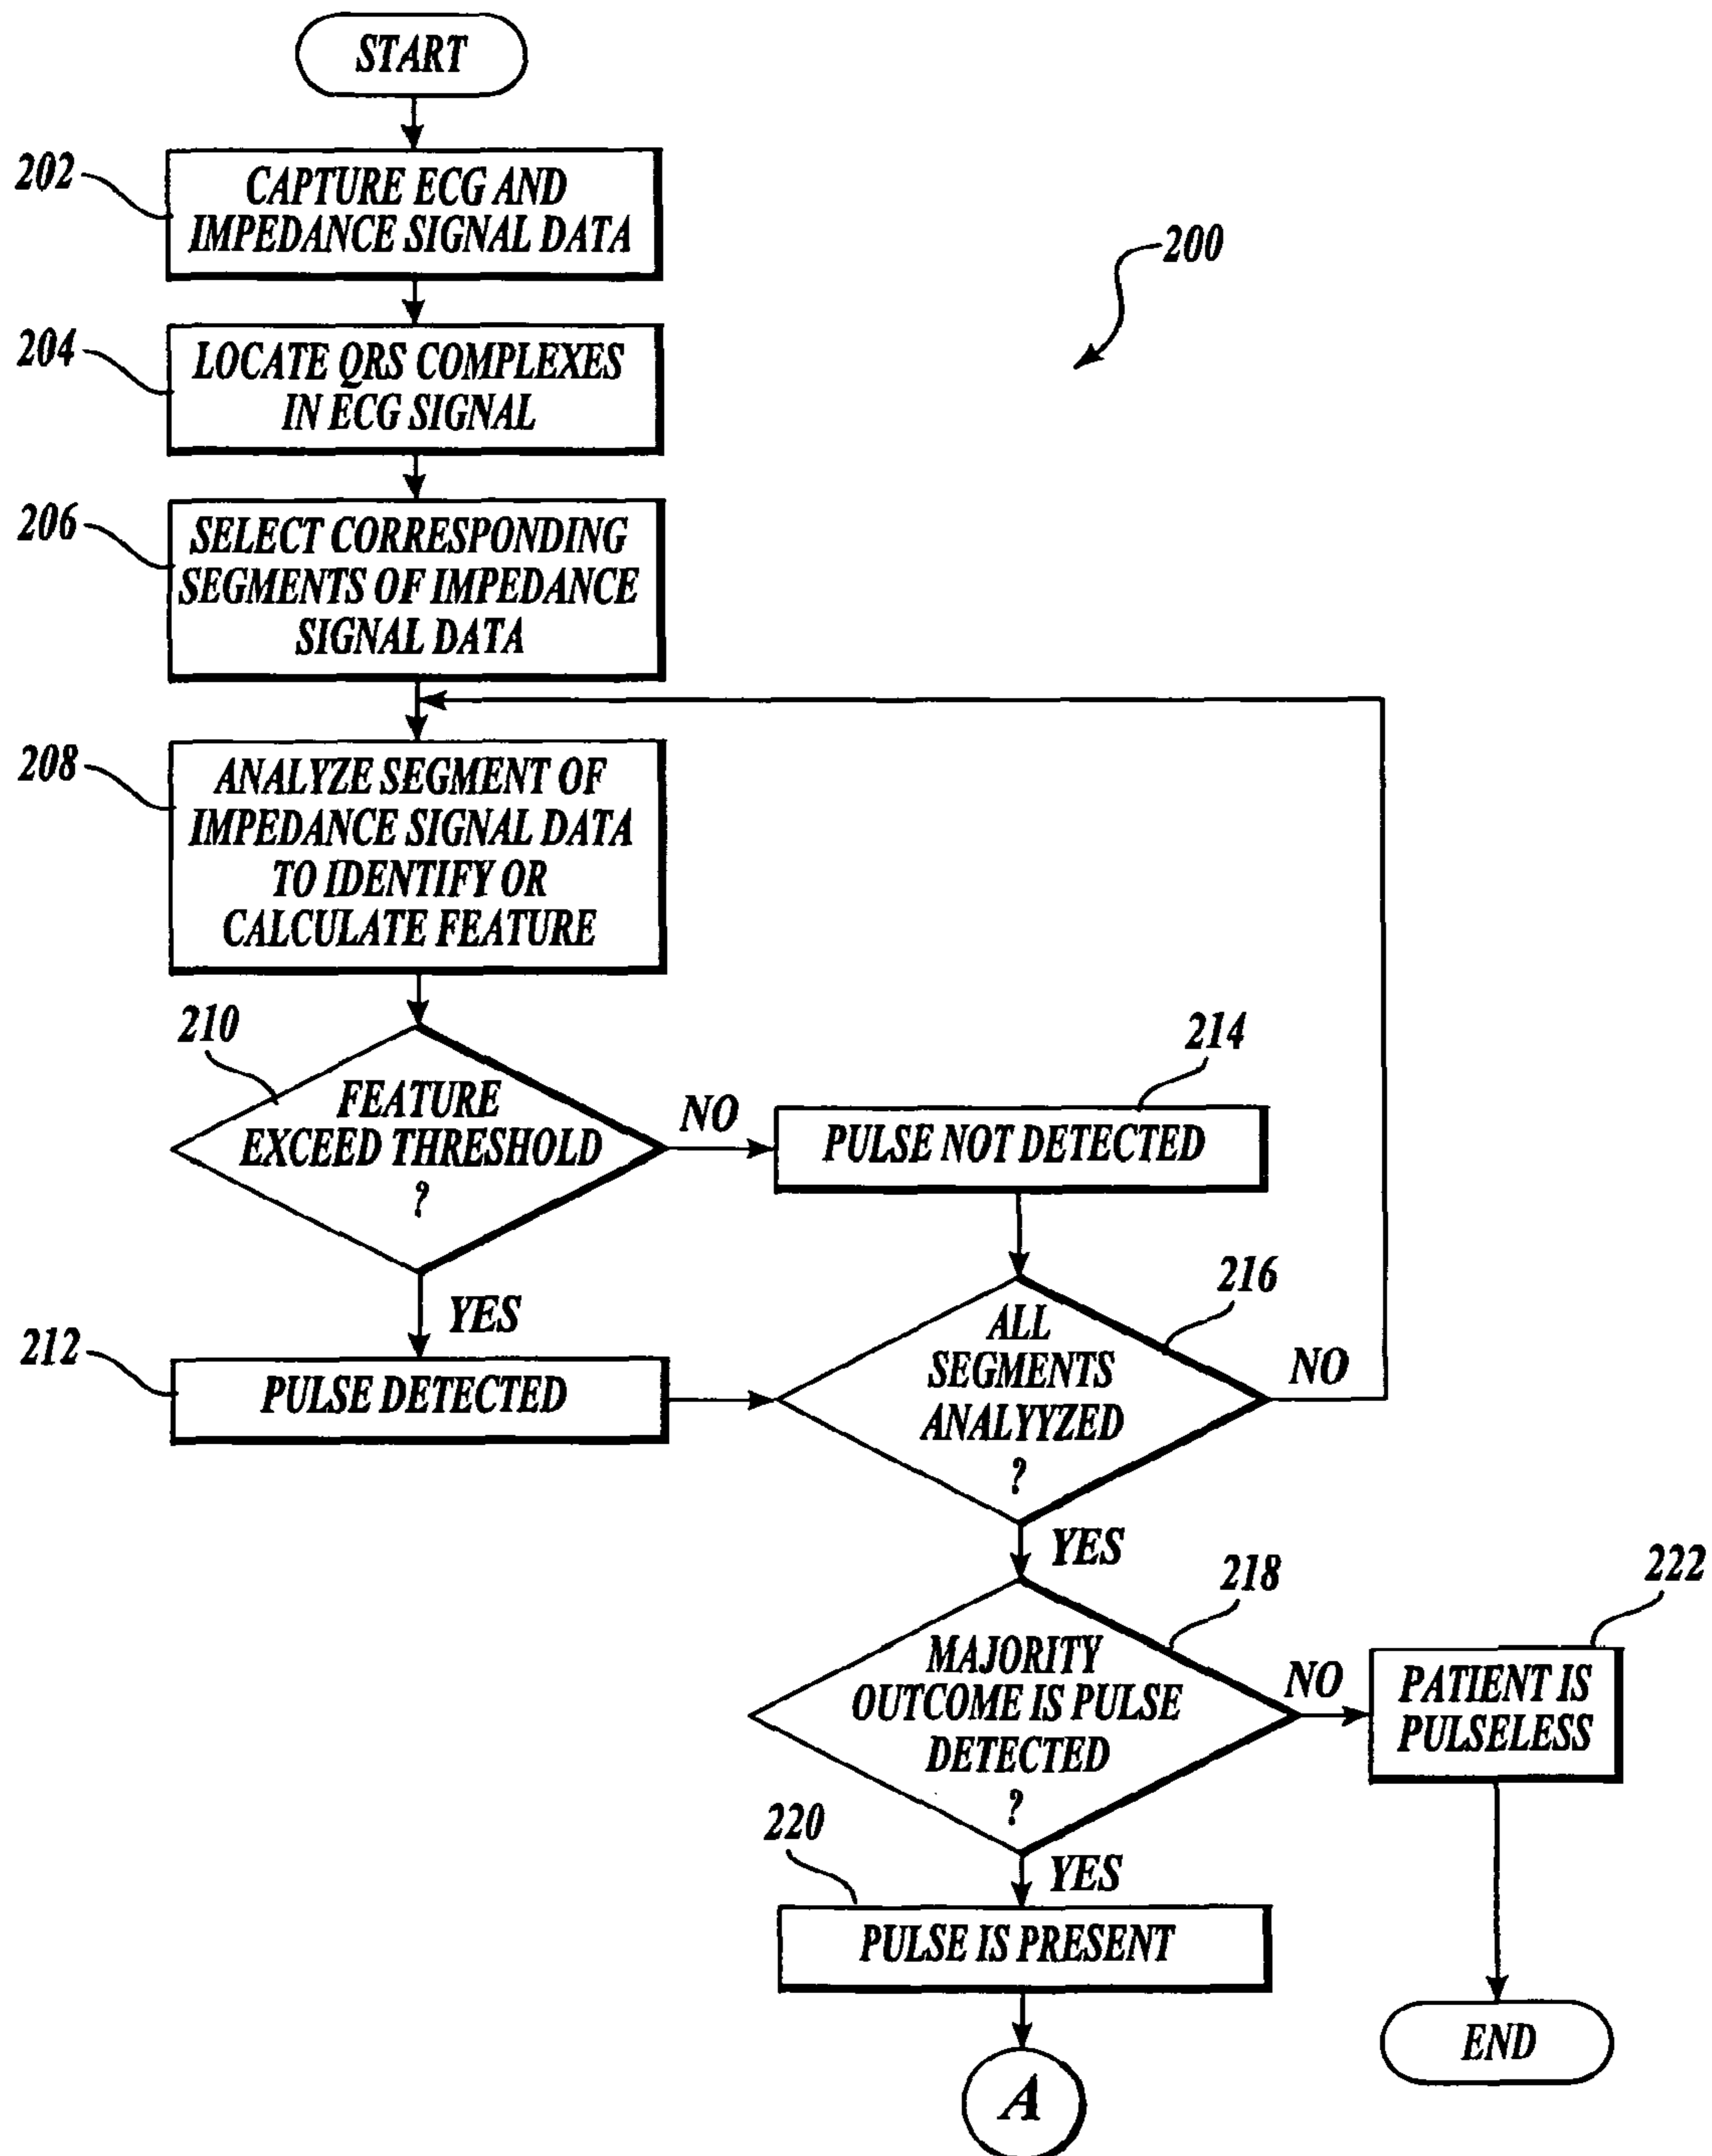 START
202
CAPTURE ECG AND
IMPEDANCE SIGNAL DATA
200
204
LOCATE QRS COMPLEXES
IN ECG SIGNAL
206
SELECT CORRESPONDING
SEGMENTS OF IMPEDANCE
SIGNAL DATA
208
ANALYZE SEGMENT OF
IMPEDANCE SIGNAL DATA
TO IDENTIFY OR
CALCULATE FEATURE
210
FEATURE
EXCEED THRESHOLD
?
NO
214
PULSE NOT DETECTED
YES
212
PULSE DETECTED
216
ALL
SEGMENTS
ANALYYZED
?
NO
YES
218
MAJORITY
OUTCOME IS PULSE
DETECTED
?
NO
222
PATIENT IS
PULSELESS
YES
220
PULSE IS PRESENT
END
A